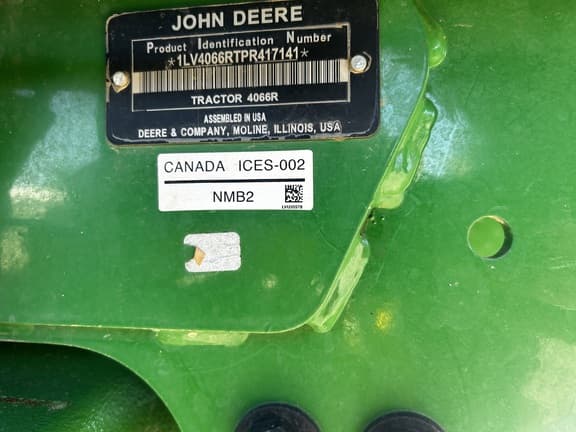 JOHN DEERE
Product Identification Number
*1LV4066RTPR417141*
TRACTOR 4066R
ASSEMBLED IN USA
DEERE & COMPANY, MOLINE, ILLINOIS, USA
CANADA ICES-002
NMB2